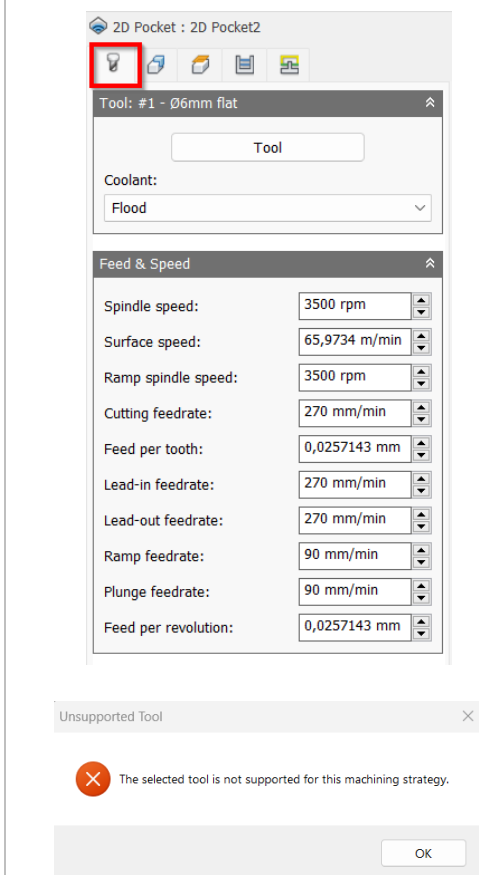 2D Pocket : 2D Pocket2
Tool: #1 - Ø6mm flat
Tool
Coolant:
Flood
Feed & Speed
Spindle speed: 3500 rpm
Surface speed: 65,9734 m/min
Ramp spindle speed: 3500 rpm
Cutting feedrate: 270 mm/min
Feed per tooth: 0,0257143 mm
Lead-in feedrate: 270 mm/min
Lead-out feedrate: 270 mm/min
Ramp feedrate: 90 mm/min
Plunge feedrate: 90 mm/min
Feed per revolution: 0,0257143 mm
Unsupported Tool
The selected tool is not supported for this machining strategy.
OK